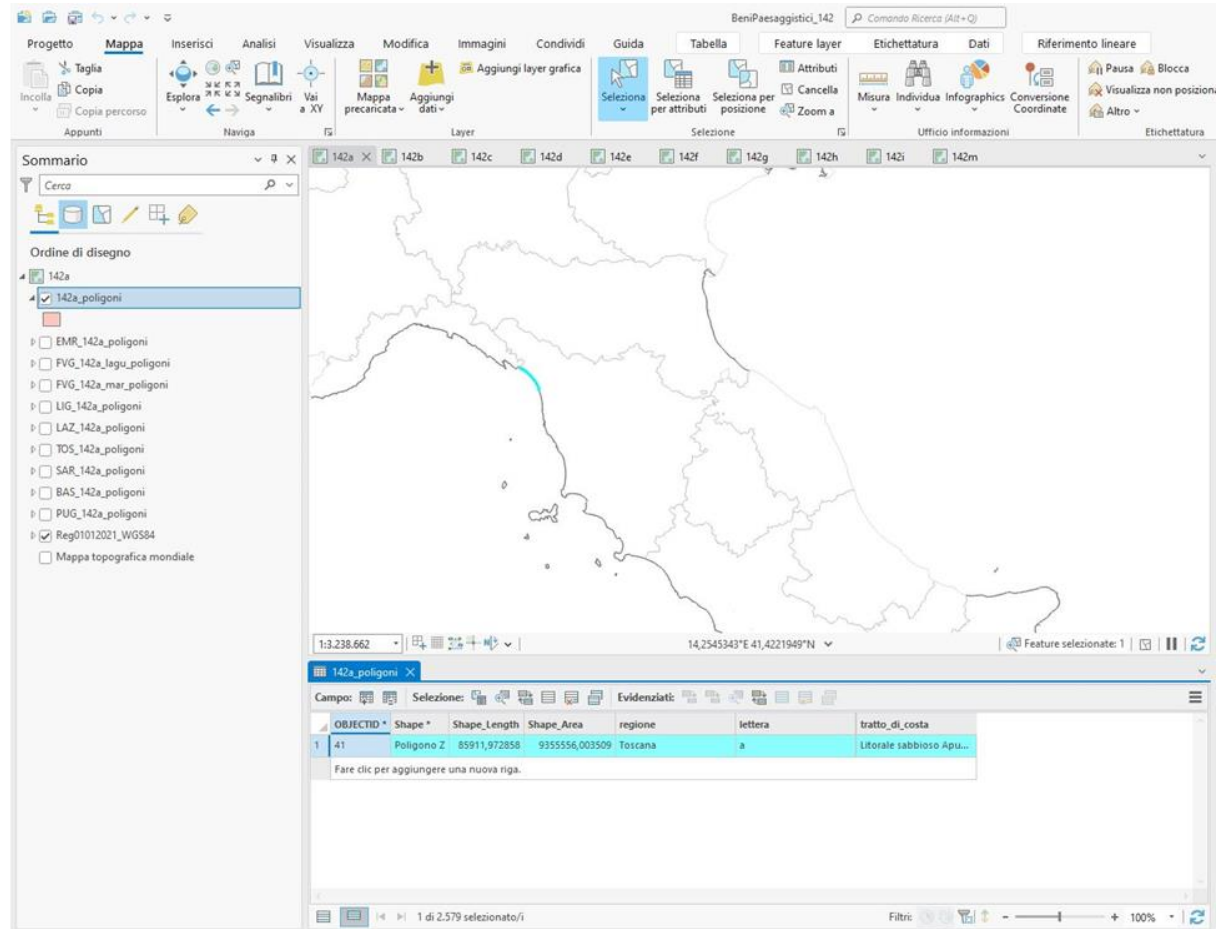 BeniPaesaggistici_142 Comando Ricerca (Alt+Q)
Progetto Mappa Inserisci Analisi Visualizza Modifica Immagini Condividi Guida Tabella Feature layer Etichettatura Dati Riferimento lineare
Incolla
Taglia
Copia
Copia percorso
Appunti
Esplora
Segnalibri
Vai a XY
Naviga
Mappa precaricata
Aggiungi dati
Aggiungi layer grafica
Layer
Seleziona
Seleziona per attributi
Seleziona per posizione
Attributi
Cancella
Zoom a
Selezione
Misura
Individua
Infographics
Conversione Coordinate
Ufficio informazioni
Pausa
Blocca
Visualizza non posiziona
Altro
Etichettatura
Sommario
Cerca
Ordine di disegno
142a
142a_poligoni
EMR_142a_poligoni
FVG_142a_lagu_poligoni
FVG_142a_mar_poligoni
LIG_142a_poligoni
LAZ_142a_poligoni
TOS_142a_poligoni
SAR_142a_poligoni
BAS_142a_poligoni
PUG_142a_poligoni
Reg01012021_WGS84
Mappa topografica mondiale
142a 142b 142c 142d 142e 142f 142g 142h 142i 142m
1:3.238.662
14,2545343°E 41,4221949°N
Feature selezionate: 1
142a_poligoni
Campo: Selezione: Evidenziati:
OBJECTID * Shape * Shape_Length Shape_Area regione lettera tratto_di_costa
1 41 Poligono Z 85911,972858 9355556,003509 Toscana a Litorale sabbioso Apu...
Fare clic per aggiungere una nuova riga.
1 di 2.579 selezionato/i
Filtri: - + 100%